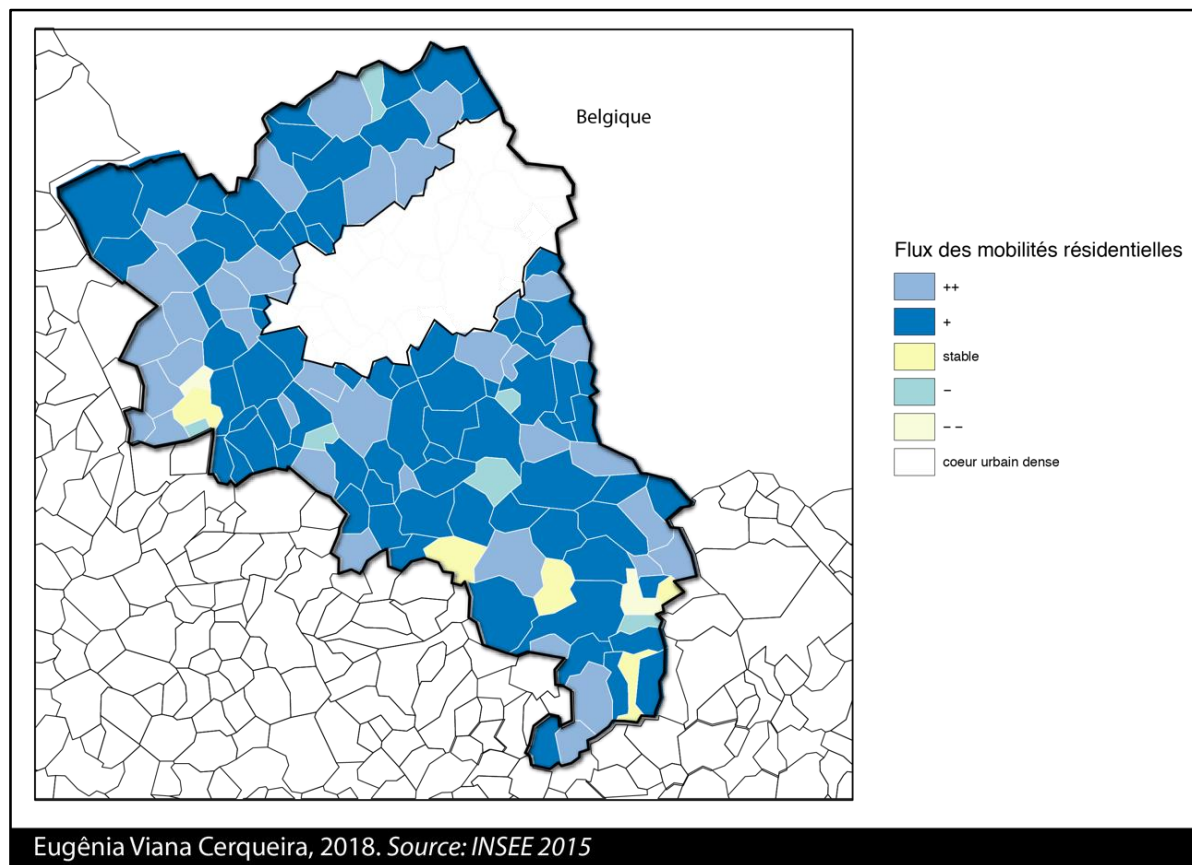 Belgique
Flux des mobilités résidentielles
++
+
stable
–
– –
coeur urbain dense
Eugênia Viana Cerqueira, 2018. Source: INSEE 2015